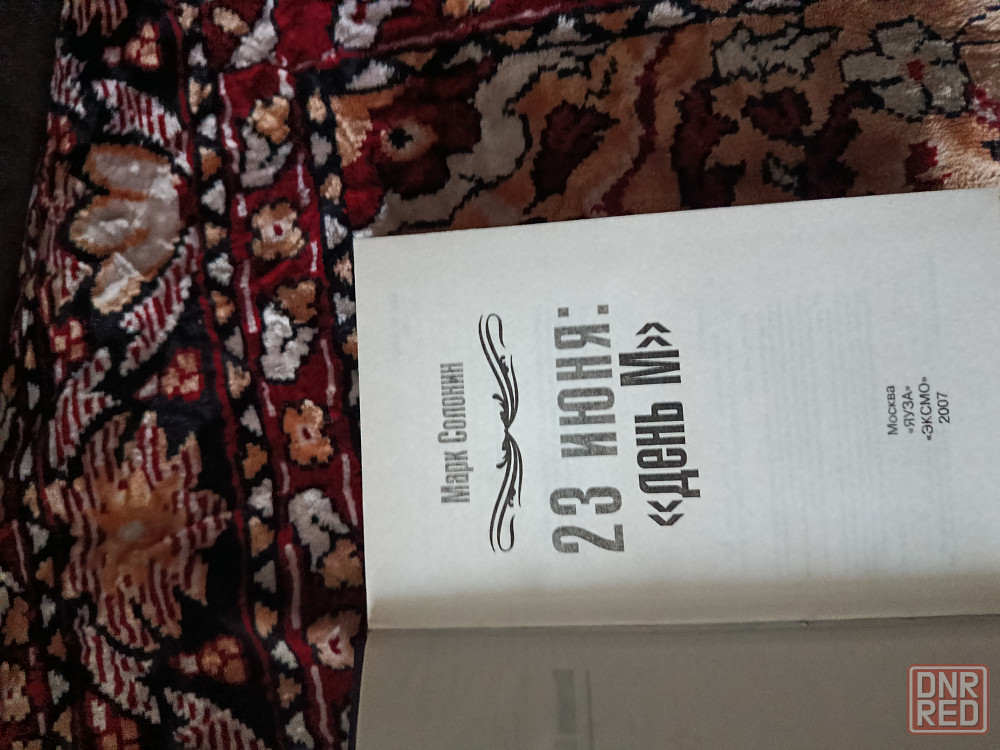 Марк Солонин
23 июня:
«День М»
Москва
«ЯУЗА»
«ЭКСМО»
2007
DNR
RED